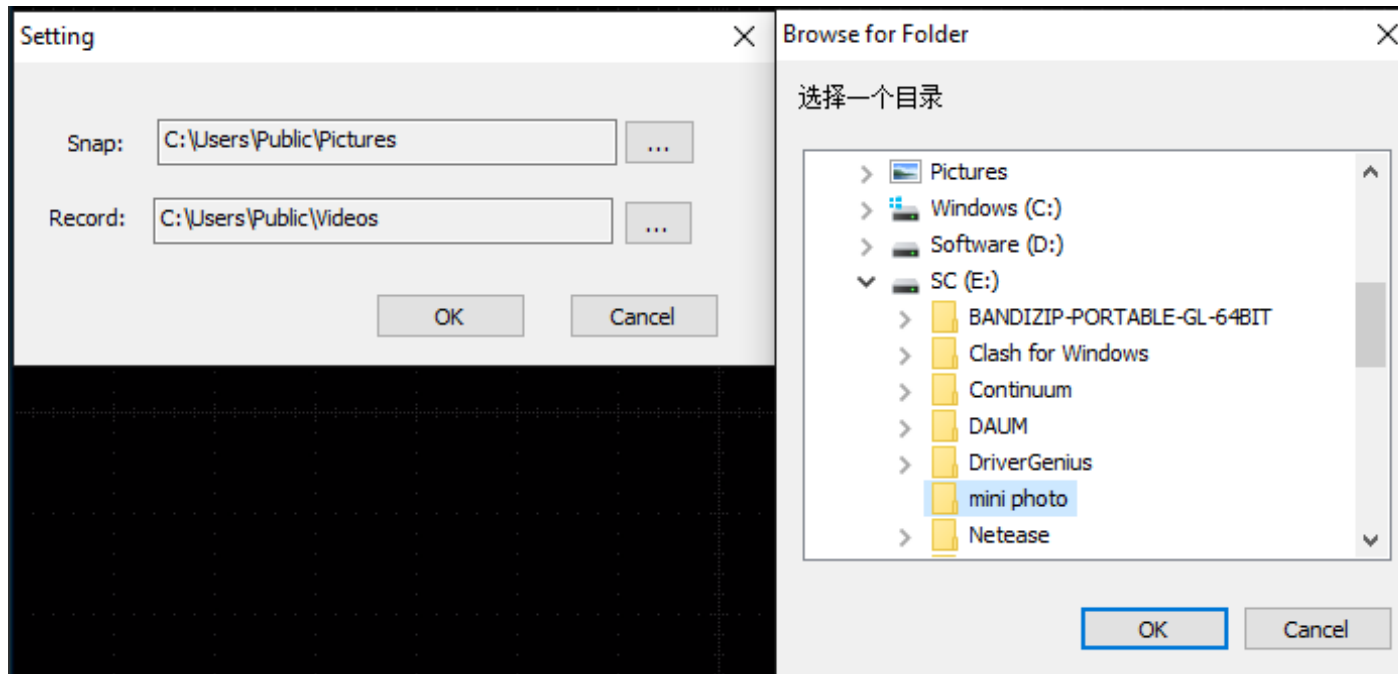 Setting
Snap:
C:\Users\Public\Pictures
...
Record:
C:\Users\Public\Videos
...
OK
Cancel
Browse for Folder
选择一个目录
Pictures
Windows (C:)
Software (D:)
SC (E:)
BANDIZIP-PORTABLE-GL-64BIT
Clash for Windows
Continuum
DAUM
DriverGenius
mini photo
Netease
OK
Cancel